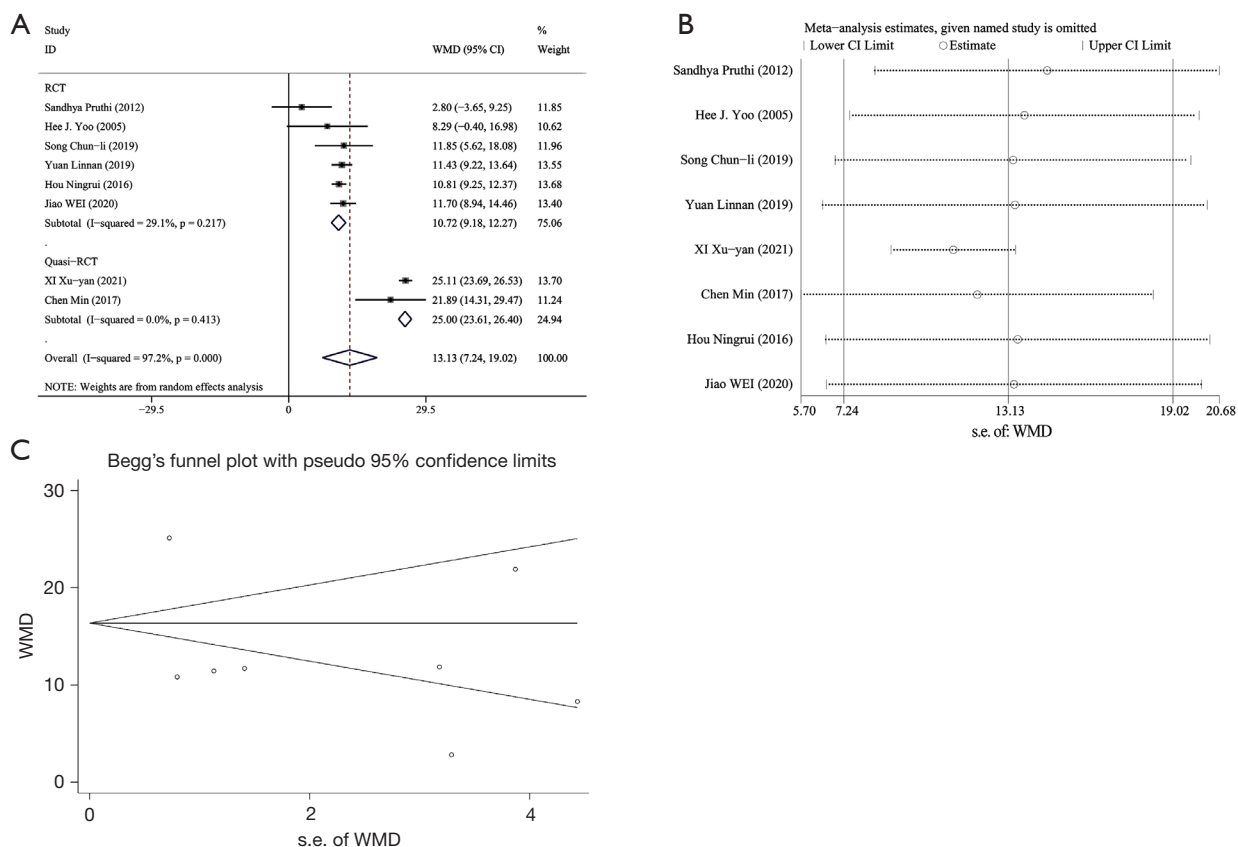 A
Study %
ID WMD (95% CI) Weight
RCT
Sandhya Pruthi (2012) 2.80 (−3.65, 9.25) 11.85
Hee J. Yoo (2005) 8.29 (−0.40, 16.98) 10.62
Song Chun−li (2019) 11.85 (5.62, 18.08) 11.96
Yuan Linnan (2019) 11.43 (9.22, 13.64) 13.55
Hou Ningrui (2016) 10.81 (9.25, 12.37) 13.68
Jiao WEI (2020) 11.70 (8.94, 14.46) 13.40
Subtotal (I−squared = 29.1%, p = 0.217) 10.72 (9.18, 12.27) 75.06
.
Quasi−RCT
XI Xu−yan (2021) 25.11 (23.69, 26.53) 13.70
Chen Min (2017) 21.89 (14.31, 29.47) 11.24
Subtotal (I−squared = 0.0%, p = 0.413) 25.00 (23.61, 26.40) 24.94
.
Overall (I−squared = 97.2%, p = 0.000) 13.13 (7.24, 19.02) 100.00
NOTE: Weights are from random effects analysis
−29.5 0 29.5
B
Meta−analysis estimates, given named study is omitted
Lower CI Limit Estimate Upper CI Limit
Sandhya Pruthi (2012)
Hee J. Yoo (2005)
Song Chun−li (2019)
Yuan Linnan (2019)
XI Xu−yan (2021)
Chen Min (2017)
Hou Ningrui (2016)
Jiao WEI (2020)
5.70 7.24 13.13 19.02 20.68
s.e. of: WMD
C
Begg's funnel plot with pseudo 95% confidence limits
30
20
10
0
WMD
0 2 4
s.e. of WMD